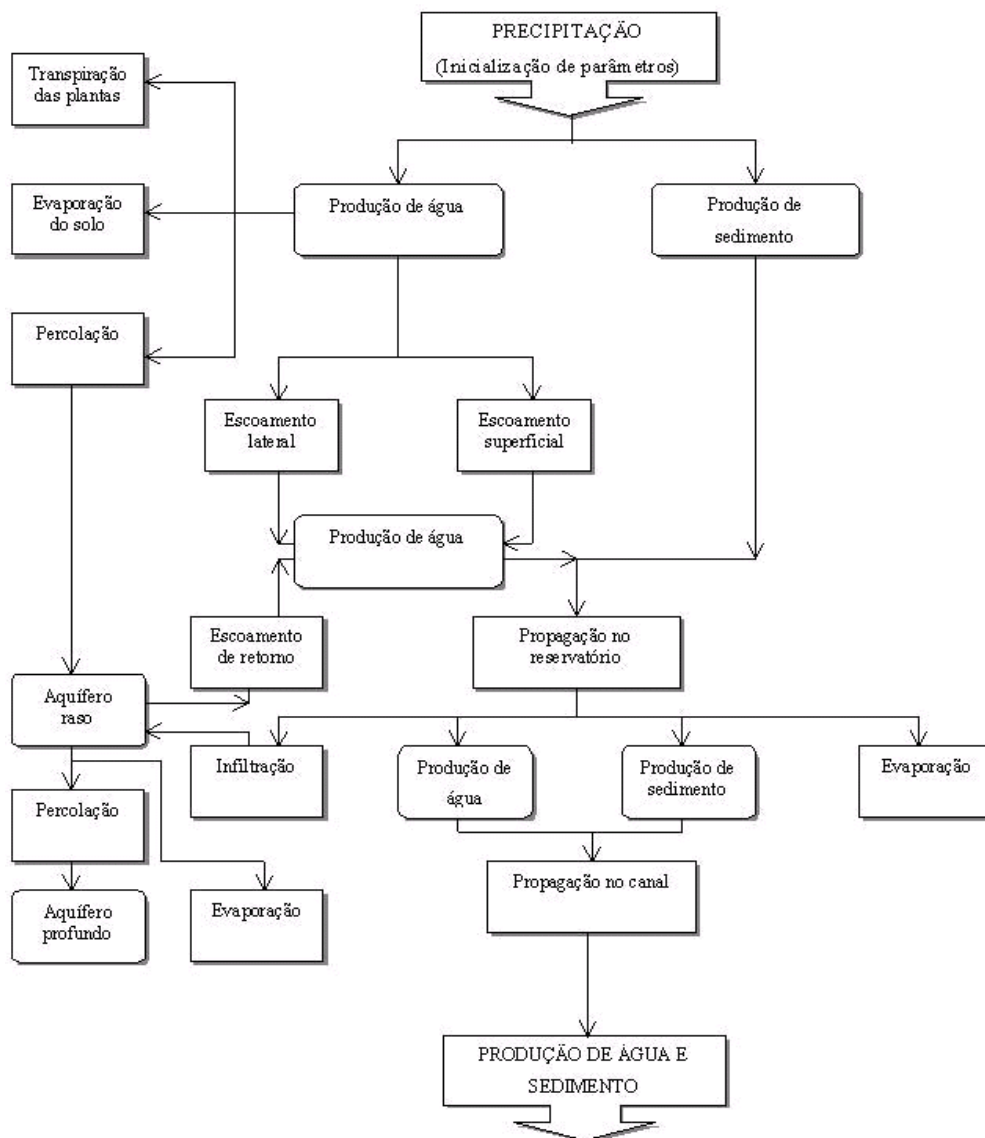 PRECIPITAÇÃO
(Inicialização de parâmetros)
Transpiração
das plantas
Evaporação
do solo
Produção de água
Produção de
sedimento
Percolação
Escoamento
lateral
Escoamento
superficial
Produção de água
Escoamento
de retorno
Propagação no
reservatório
Aquífero
raso
Infiltração
Produção de
água
Produção de
sedimento
Evaporação
Percolação
Propagação no canal
Aquífero
profundo
Evaporação
PRODUÇÃO DE ÁGUA E
SEDIMENTO